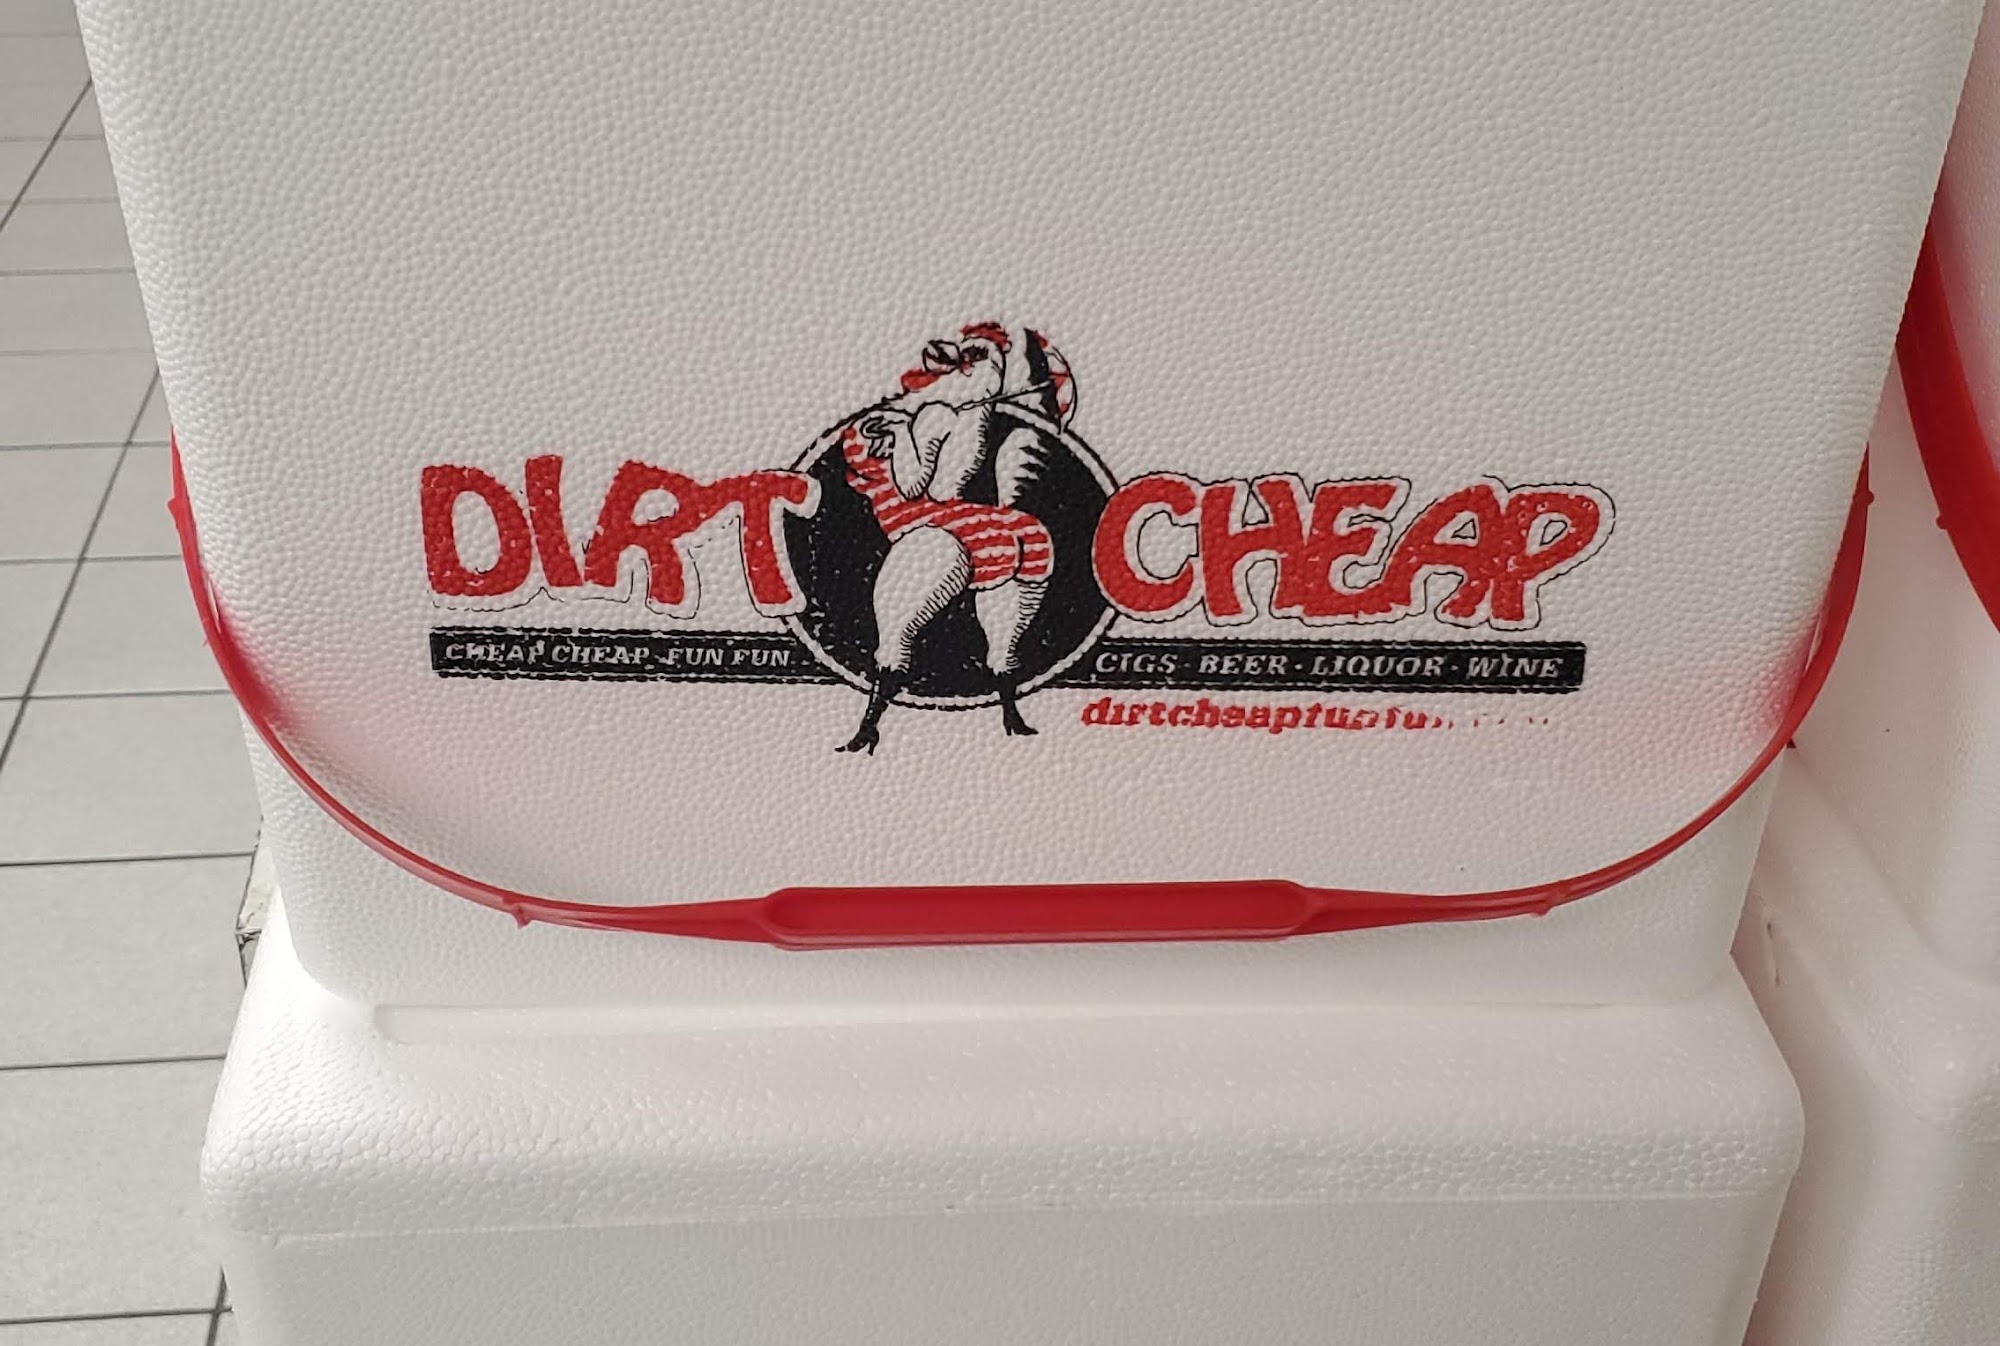 DIRT CHEAP
CHEAP CHEAP - FUN FUN
CIGS · BEER · LIQUOR · WINE